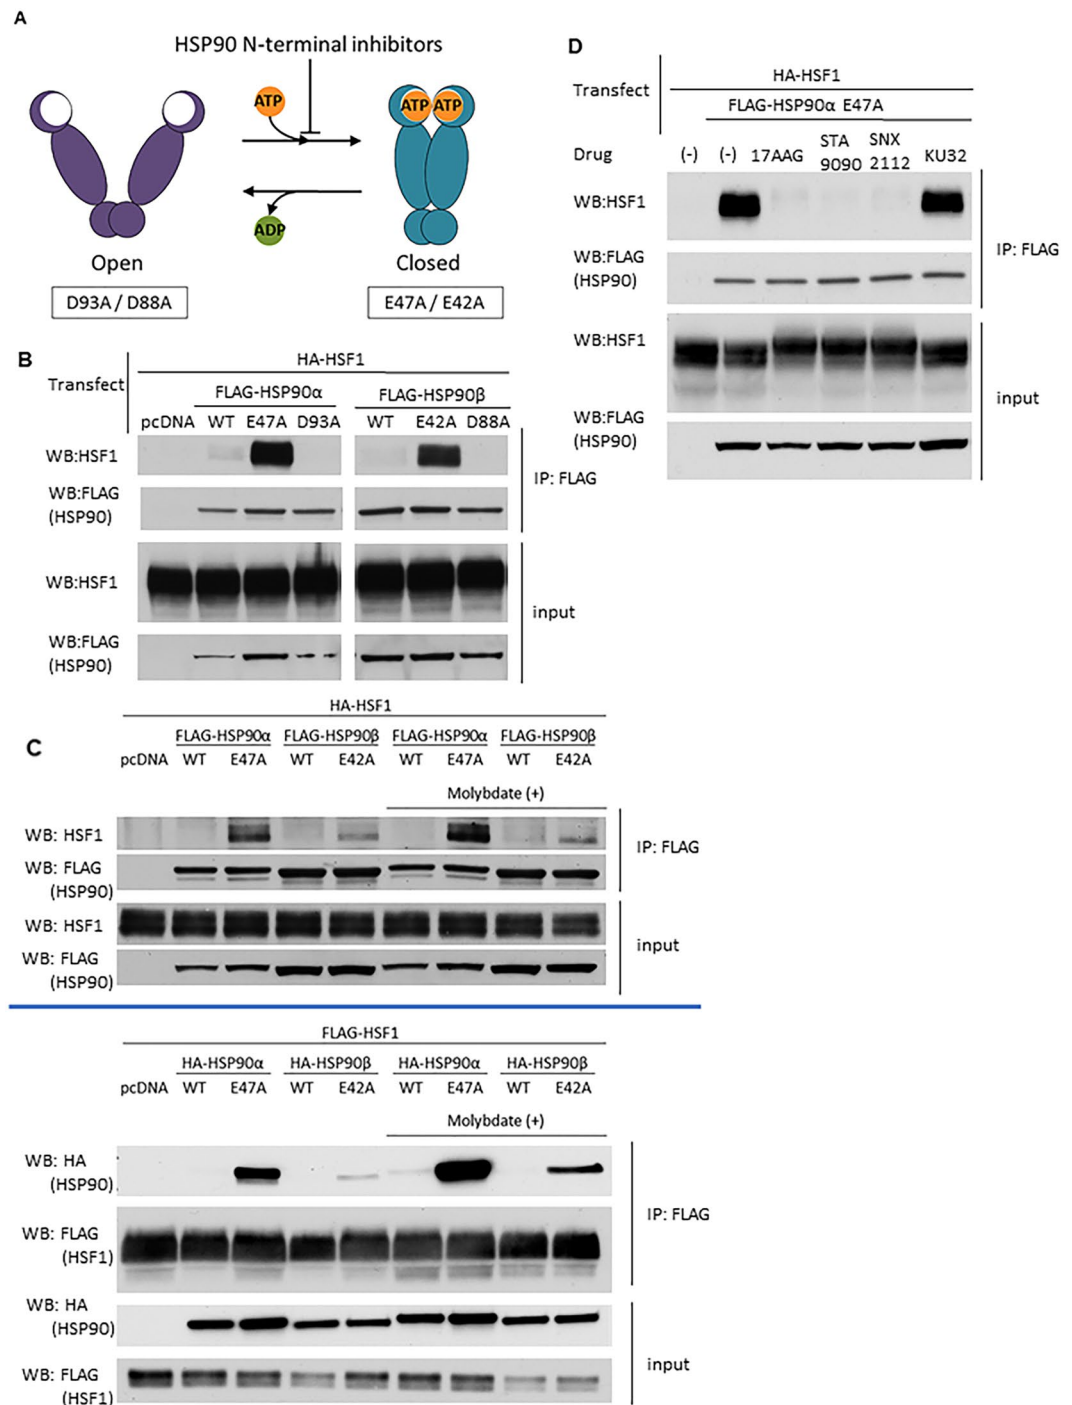 A
HSP90 N-terminal inhibitors
ATP
ATP ATP
ADP
Open
Closed
D93A / D88A
E47A / E42A
B
HA-HSF1
Transfect
FLAG-HSP90α
FLAG-HSP90β
pcDNA WT E47A D93A WT E42A D88A
WB:HSF1
WB:FLAG
(HSP90)
IP: FLAG
WB:HSF1
WB:FLAG
(HSP90)
input
C
HA-HSF1
FLAG-HSP90α FLAG-HSP90β FLAG-HSP90α FLAG-HSP90β
pcDNA WT E47A WT E42A WT E47A WT E42A
Molybdate (+)
WB: HSF1
WB: FLAG
(HSP90)
IP: FLAG
WB: HSF1
WB: FLAG
(HSP90)
input
FLAG-HSF1
HA-HSP90α HA-HSP90β HA-HSP90α HA-HSP90β
pcDNA WT E47A WT E42A WT E47A WT E42A
Molybdate (+)
WB: HA
(HSP90)
WB: FLAG
(HSF1)
IP: FLAG
WB: HA
(HSP90)
WB: FLAG
(HSF1)
input
D
HA-HSF1
Transfect
FLAG-HSP90α E47A
Drug (-) (-) 17AAG STA 9090 SNX 2112 KU32
WB:HSF1
WB:FLAG
(HSP90)
IP: FLAG
WB:HSF1
WB:FLAG
(HSP90)
input